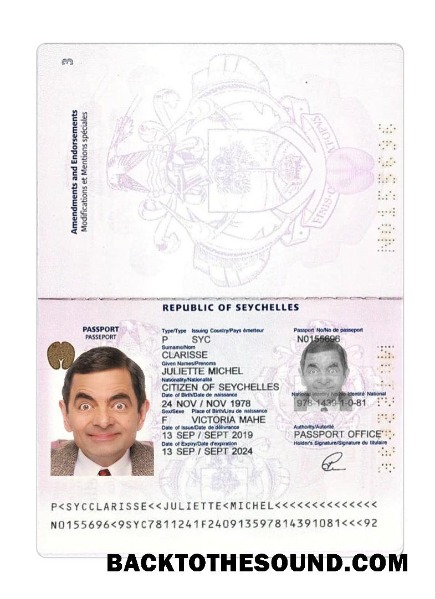 3
Amendments and Endorsements
Modifications et Mentions spéciales
N0155696
REPUBLIC OF SEYCHELLES
PASSPORT
PASSEPORT
Type/Type Issuing Country/Pays émetteur Passport No/No de passeport
P SYC N0155696
Surname/Nom
CLARISSE
Given Names/Prenoms
JULIETTE MICHEL
Nationality/Nationalité
CITIZEN OF SEYCHELLES
Date of Birth/Date de naissance National Identity No/No Identité National
24 NOV / NOV 1978 978-1439-1-0-81
Sex/Sexe Place of Birth/Lieu de naissance
F VICTORIA MAHE
Date of Issue/Date de délivrance Authority/Autorité
13 SEP / SEPT 2019 PASSPORT OFFICE
Date of Expiry/Date d'expiration Holder's Signature/Signature du titulaire
13 SEP / SEPT 2024
P<SYCCLARISSE<<JULIETTE<MICHEL<<<<<<<<<<<<<<
N0155696<9SYC7811241F240913597814391081<<<92
BACKTOTHESOUND.COM